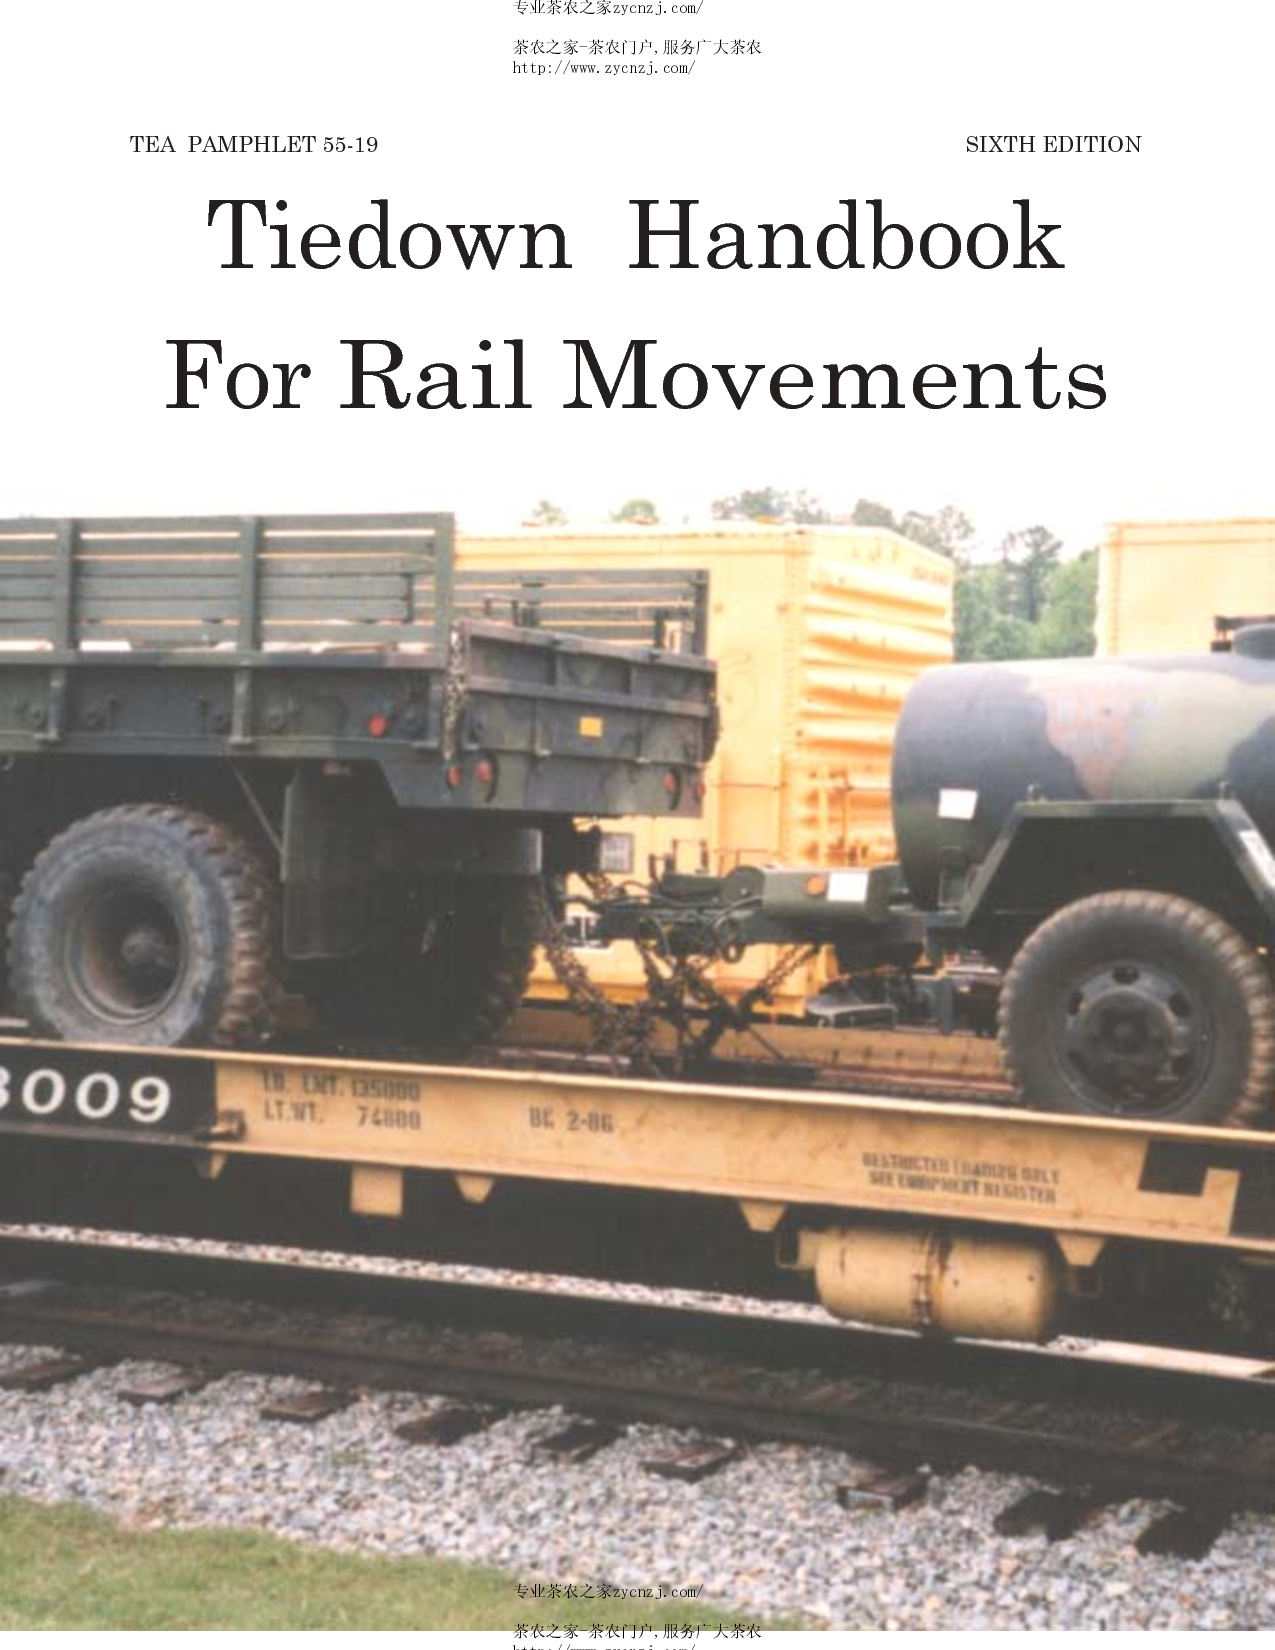 专业茶农之家zycnzj.com/
茶农之家-茶农门户,服务广大茶农
http://www.zycnzj.com/
TEA PAMPHLET 55-19
SIXTH EDITION
Tiedown Handbook
For Rail Movements
3009
LD. LMT. 135000
LT.WT. 74800
BK 2-86
RESTRICTED LOADING ONLY
SEE EQUIPMENT REGISTER
专业茶农之家zycnzj.com/
茶农之家-茶农门户,服务广大茶农